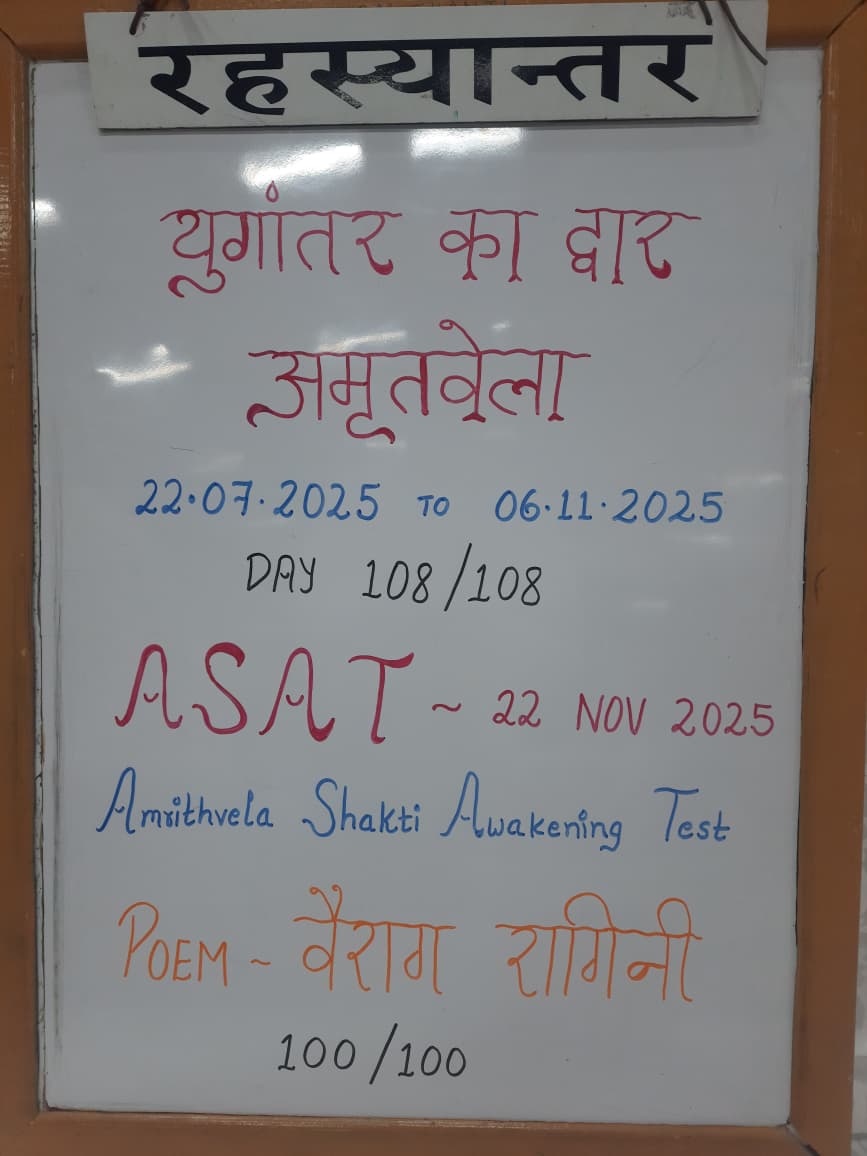 रहस्यान्तर
युगांतर का द्वार
अमृतवेला
22.07.2025 TO 06.11.2025
DAY 108/108
ASAT ~ 22 NOV 2025
Amrithvela Shakti Awakening Test
POEM ~ वैराग रागिनी
100/100